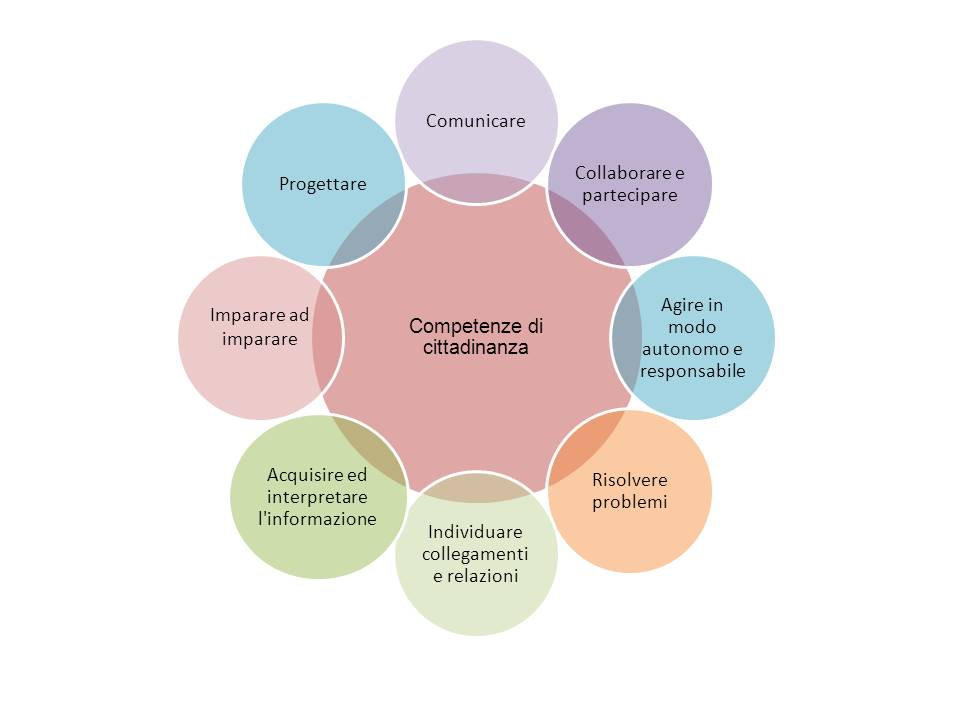 Comunicare
Collaborare e
partecipare
Agire in
modo
autonomo e
responsabile
Risolvere
problemi
Individuare
collegamenti
e relazioni
Acquisire ed
interpretare
l'informazione
Imparare ad
imparare
Progettare
Competenze di
cittadinanza